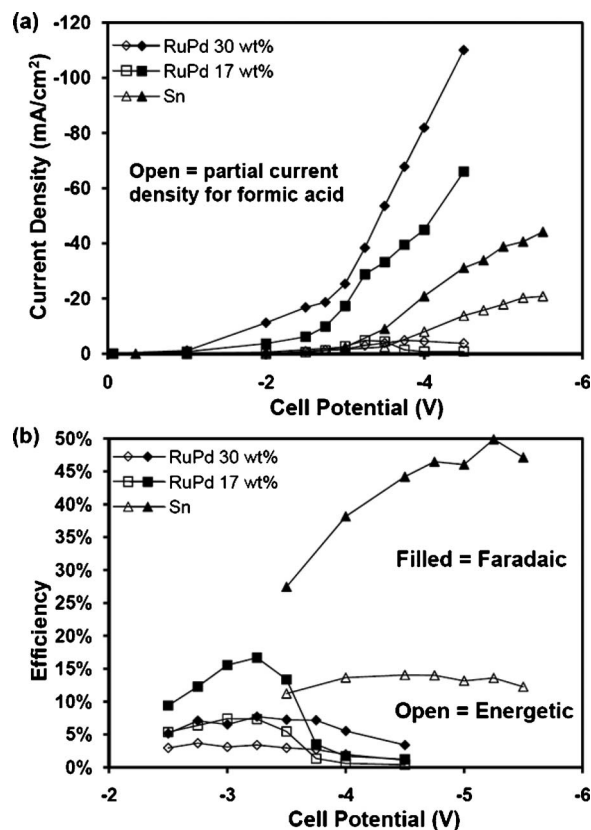 (a)
-120
-100
-80
-60
-40
-20
0
Current Density (mA/cm²)
RuPd 30 wt%
RuPd 17 wt%
Sn
Open = partial current
density for formic acid
0
-2
-4
-6
Cell Potential (V)
(b)
50%
45%
40%
35%
30%
25%
20%
15%
10%
5%
0%
Efficiency
RuPd 30 wt%
RuPd 17 wt%
Sn
Filled = Faradaic
Open = Energetic
-2
-3
-4
-5
-6
Cell Potential (V)